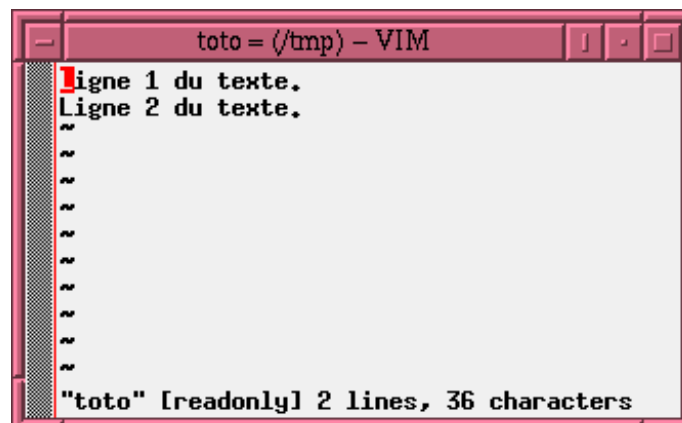 toto = (/tmp) – VIM
Ligne 1 du texte.
Ligne 2 du texte.
~
~
~
~
~
~
~
~
~
~
"toto" [readonly] 2 lines, 36 characters